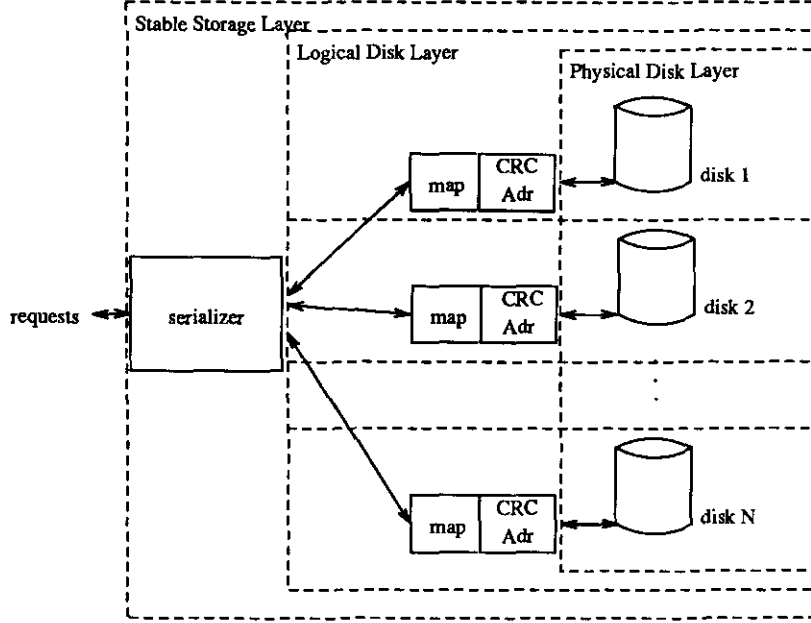 Stable Storage Layer
Logical Disk Layer
Physical Disk Layer
CRC
map
Adr
disk 1
requests
serializer
CRC
map
Adr
disk 2
CRC
map
Adr
disk N